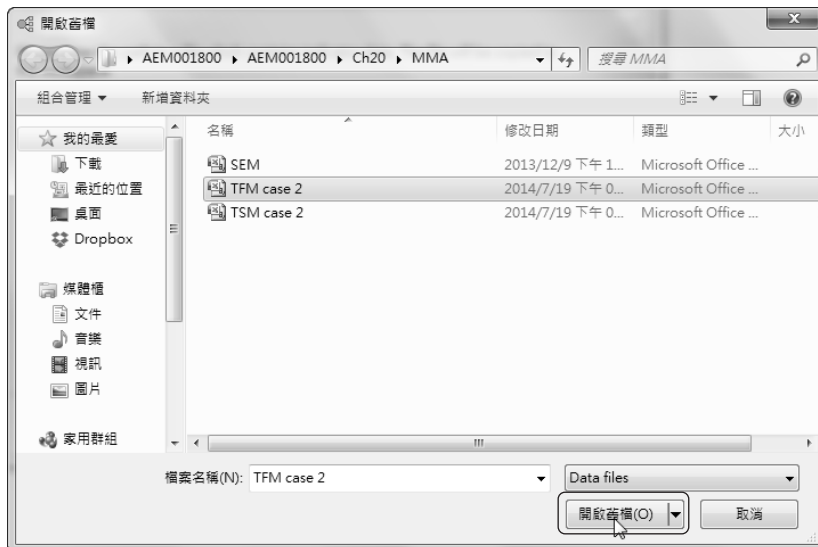 開啟舊檔
AEM001800 AEM001800 Ch20 MMA 搜尋 MMA
組合管理 新增資料夾
我的最愛
下載
最近的位置
桌面
Dropbox
媒體櫃
文件
音樂
視訊
圖片
家用群組
名稱 修改日期 類型 大小
SEM 2013/12/9 下午 1... Microsoft Office ...
TFM case 2 2014/7/19 下午 0... Microsoft Office ...
TSM case 2 2014/7/19 下午 0... Microsoft Office ...
檔案名稱(N): TFM case 2 Data files
開啟舊檔(O) 取消